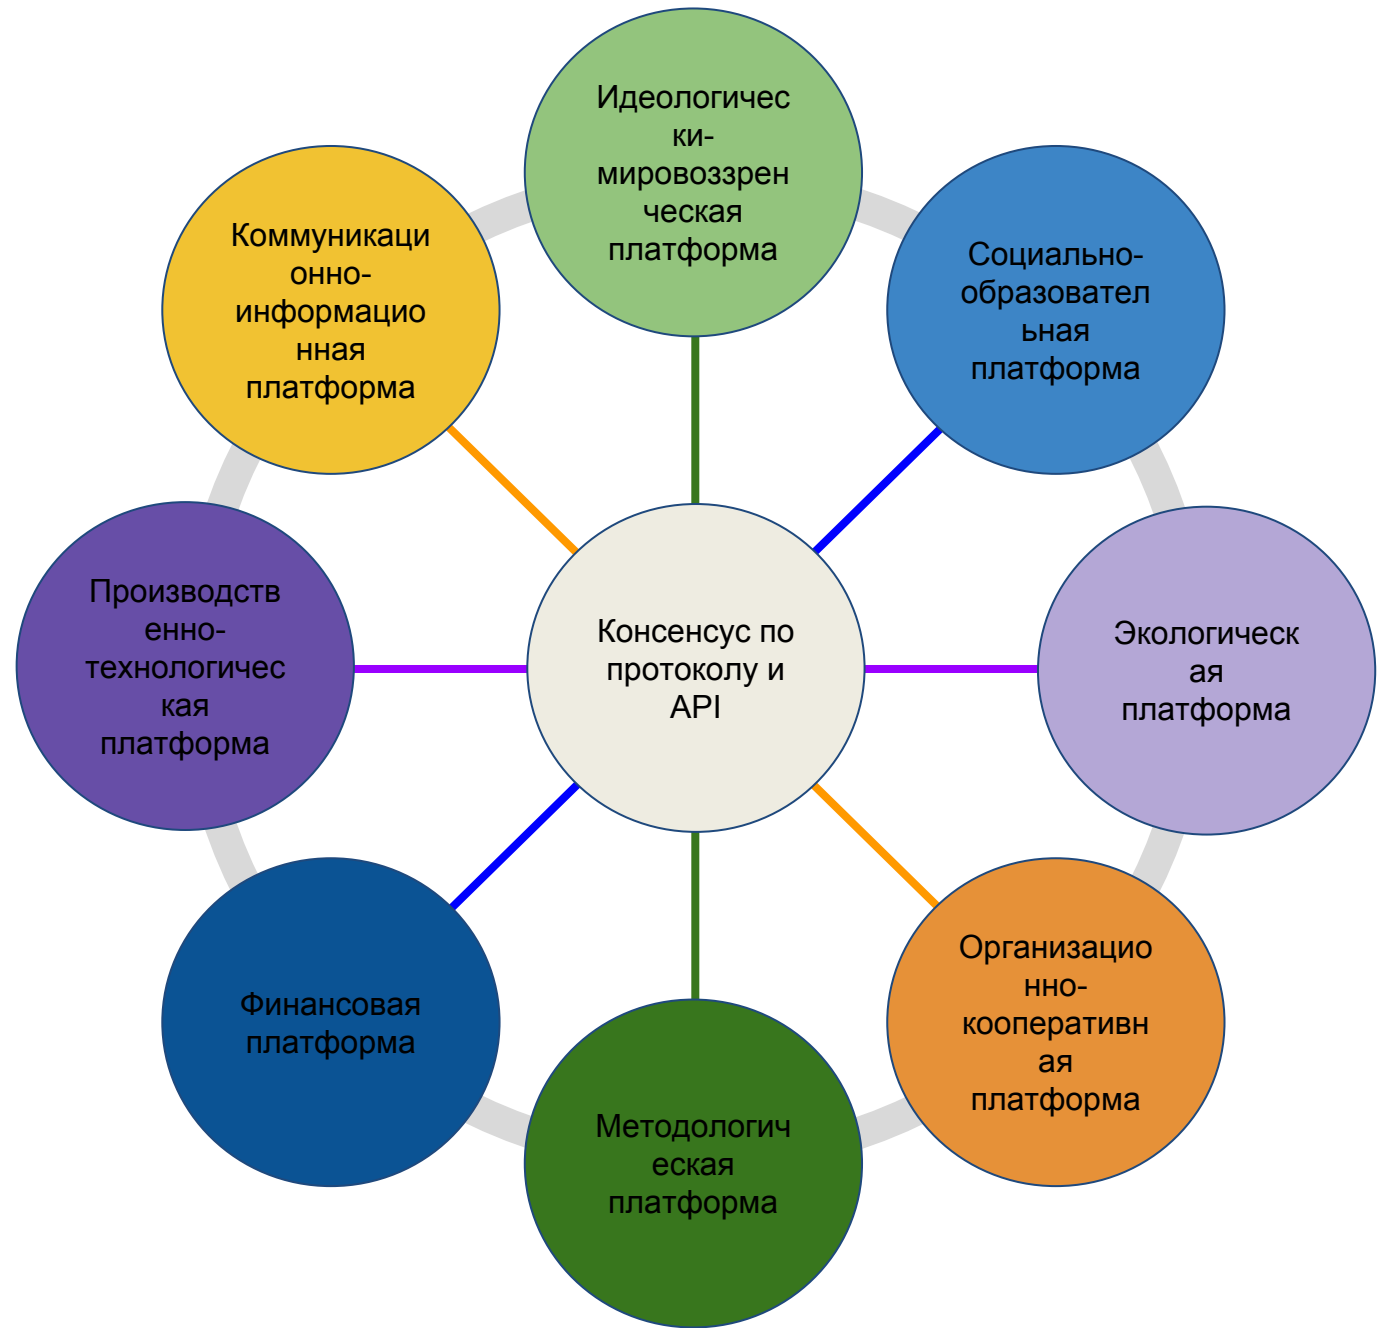 Идеологичес
ки-
мировоззрен
ческая
платформа
Коммуникаци
онно-
информацио
нная
платформа
Социально-
образовател
ьная
платформа
Производств
енно-
технологичес
кая
платформа
Консенсус по
протоколу и
API
Экологическ
ая
платформа
Финансовая
платформа
Организацио
нно-
кооперативн
ая
платформа
Методологич
еская
платформа